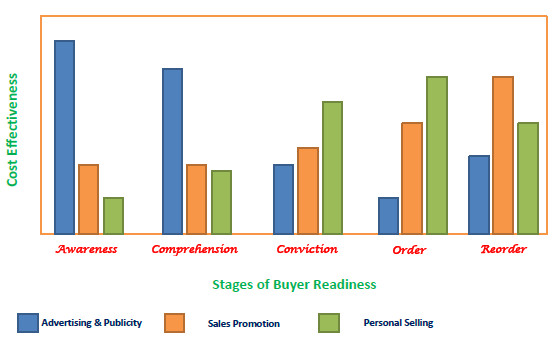 Cost Effectiveness
Awareness Comprehension Conviction Order Reorder
Stages of Buyer Readiness
Advertising & Publicity Sales Promotion Personal Selling